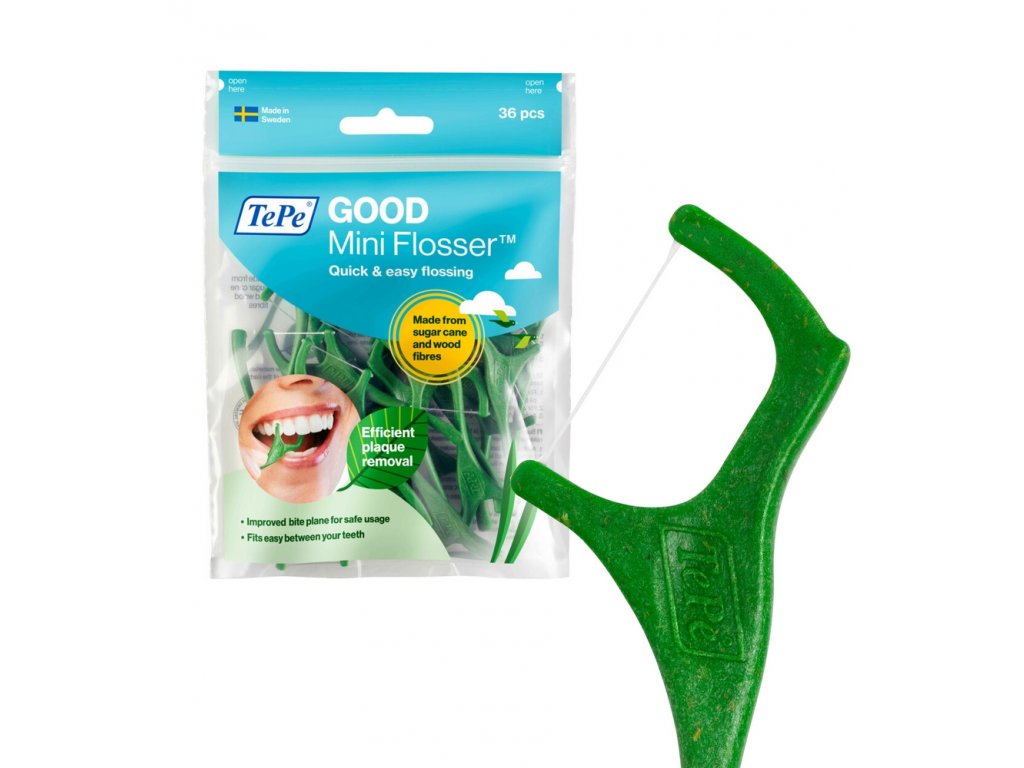 open
here
open
here
Made in
Sweden
36 pcs
TePe®
GOOD
Mini Flosser™
Quick & easy flossing
Made from
sugar cane
and wood
fibres
Efficient
plaque
removal
• Improved bite plane for safe usage
• Fits easy between your teeth
TePe®